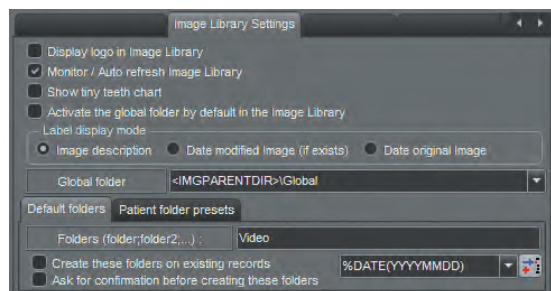 Image Library Settings
Display logo in Image Library
Monitor / Auto refresh Image Library
Show tiny teeth chart
Activate the global folder by default in the Image Library
Label display mode
Image description Date modified Image (if exists) Date original Image
Global folder <IMGPARENTDIR>\Global
Default folders Patient folder presets
Folders (folder;folder2;...) : Video
Create these folders on existing records %DATE(YYYYMMDD)
Ask for confirmation before creating these folders